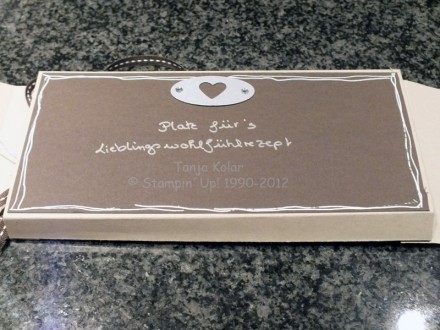 Platz für's
Lieblingswohlfühlrezept
Tanja Kolar
© Stampin' Up! 1990-2012